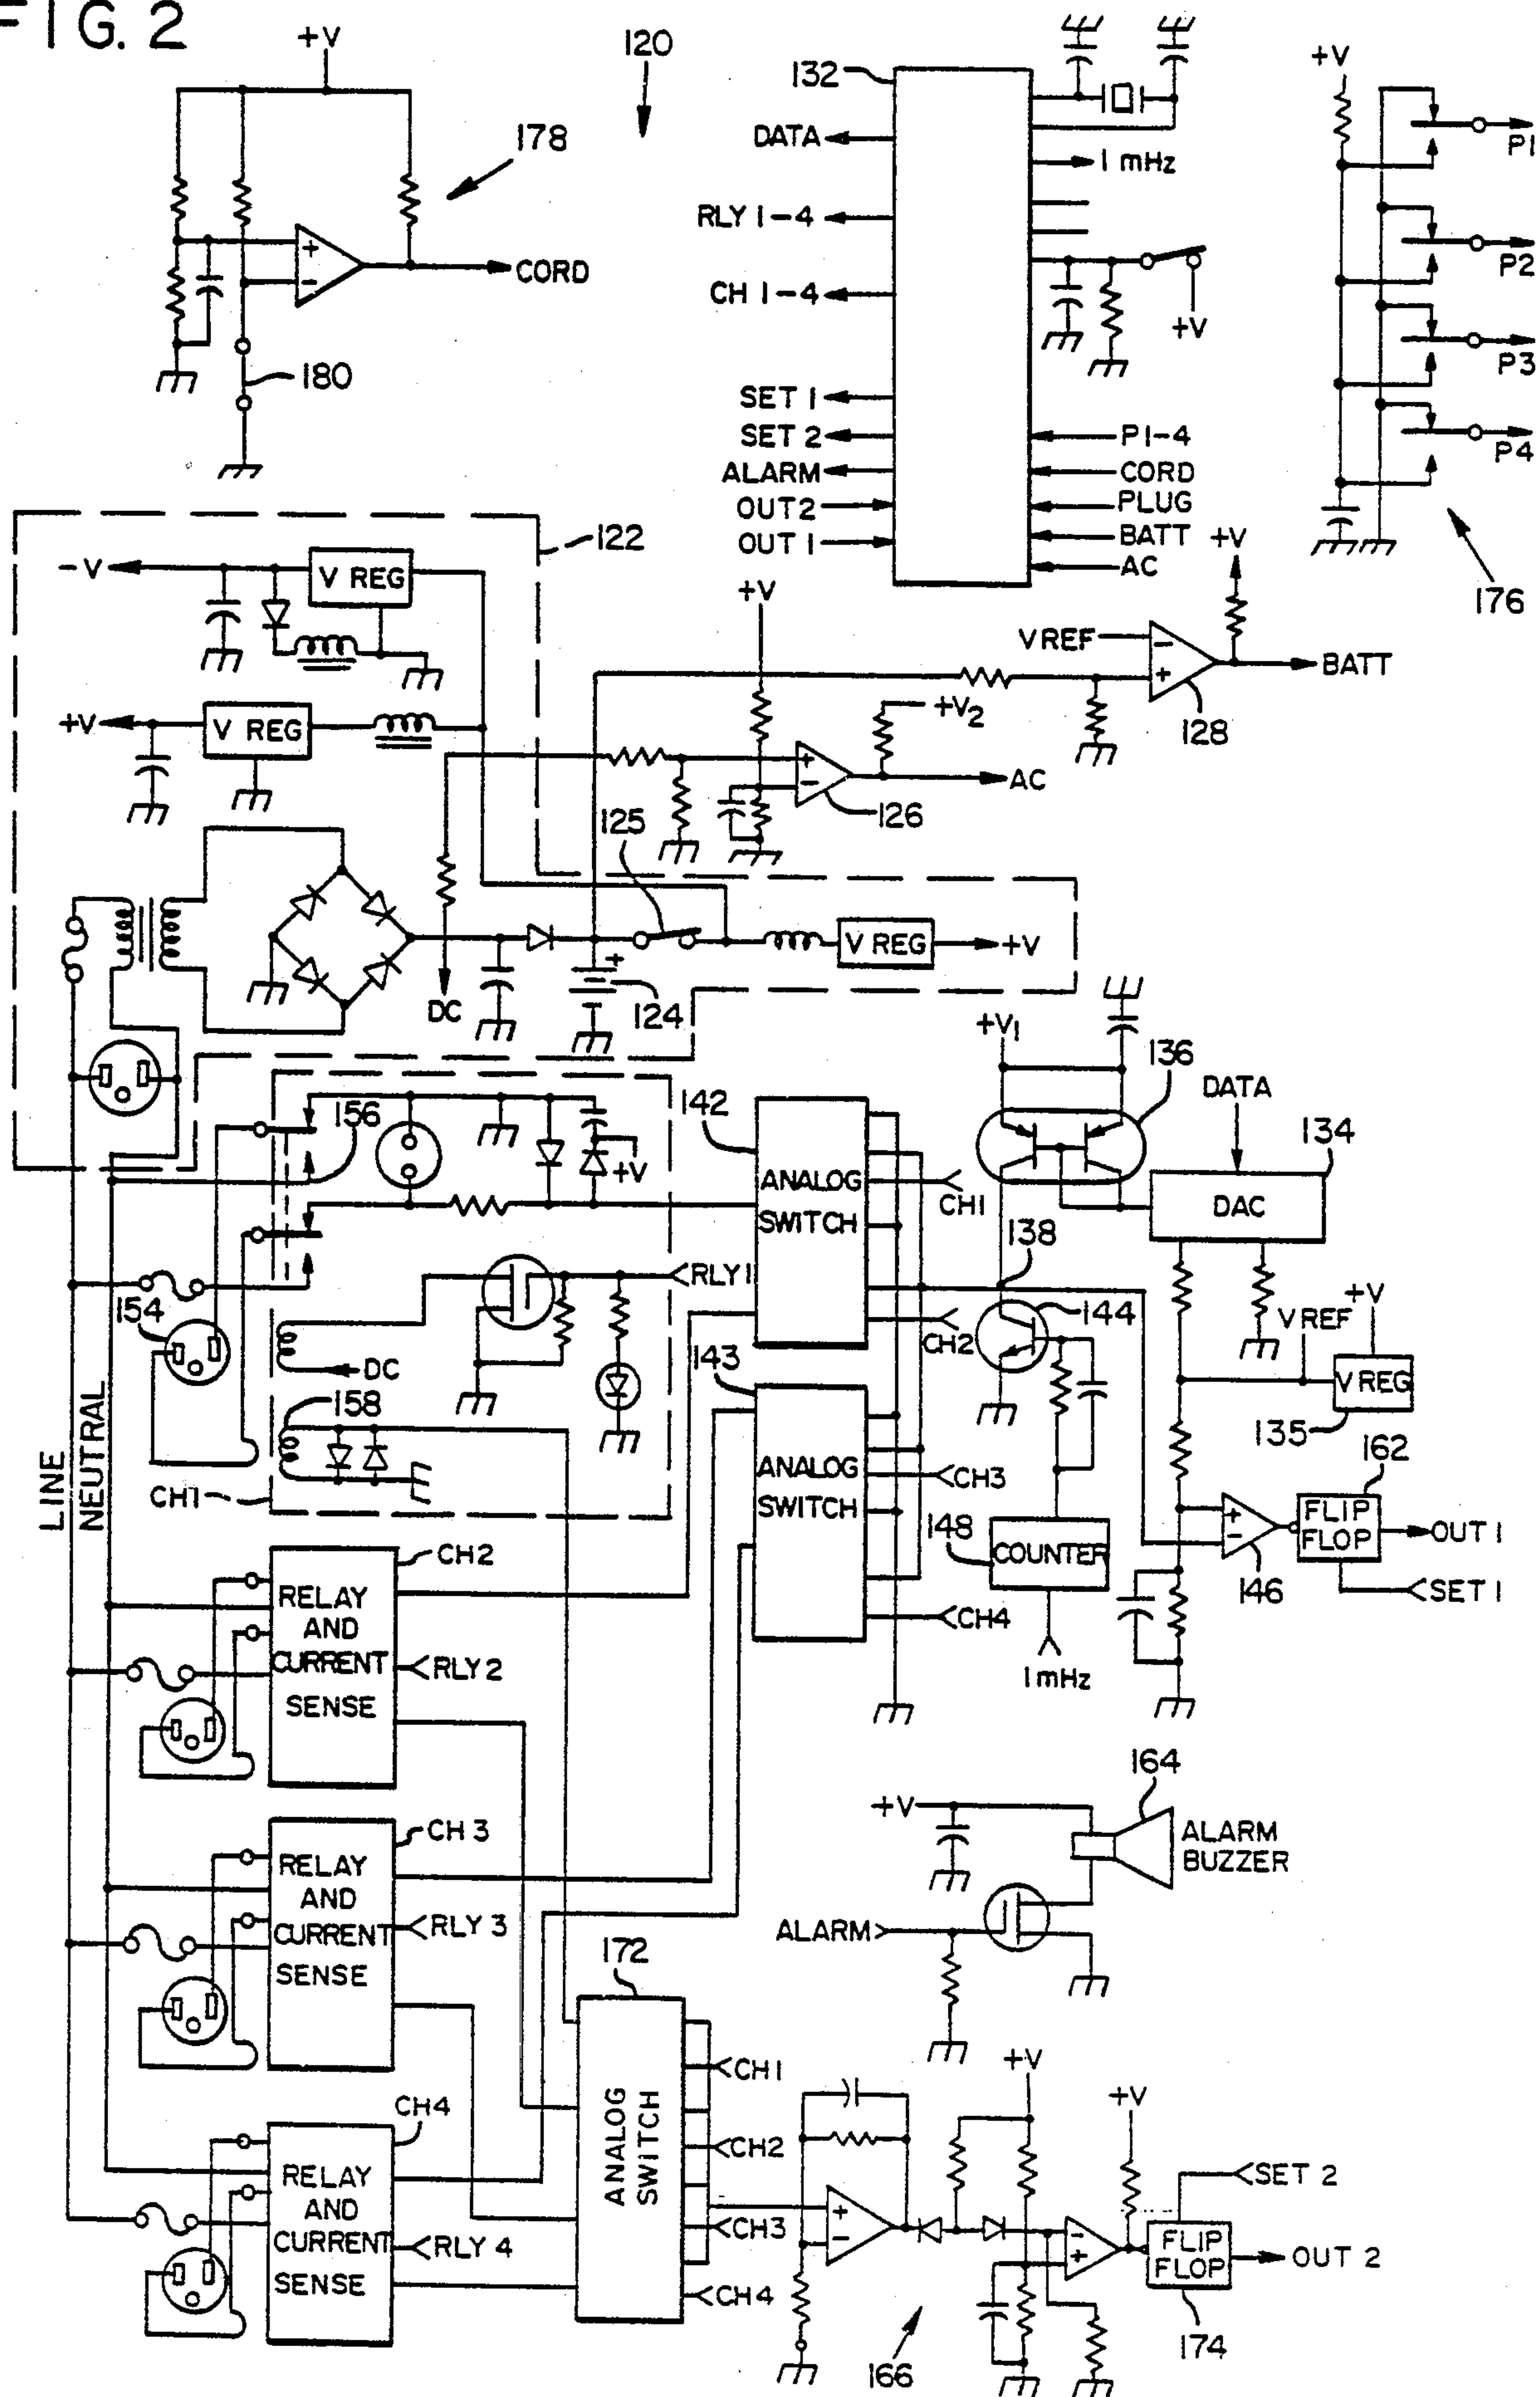 FIG. 2
+V
120
132
+V
178
DATA
1 mHz
P1
RLY 1-4
P2
+
-
CORD
CH 1-4
+V
P3
180
SET 1
SET 2
ALARM
OUT 2
OUT 1
P1-4
CORD
PLUG
BATT
AC
P4
176
122
-V
V REG
+V
+V
VREF
-
+
BATT
128
+V
V REG
+V2
+
-
AC
126
125
V REG
+V
DC
+
124
+V1
136
DATA
134
156
142
+V
ANALOG
SWITCH
CH1
DAC
138
RLY 1
154
144
CH2
VREF
+V
DC
143
V REG
135
158
LINE
NEUTRAL
CH1
ANALOG
SWITCH
CH3
162
148
COUNTER
+
-
FLIP
FLOP
OUT 1
146
SET 1
CH2
RELAY
AND
CURRENT
SENSE
RLY 2
CH4
1 mHz
164
+V
ALARM
BUZZER
CH 3
RELAY
AND
CURRENT
SENSE
RLY 3
ALARM
172
+V
CH1
+V
CH4
ANALOG
SWITCH
CH2
RELAY
AND
CURRENT
SENSE
RLY 4
SET 2
+
-
CH3
-
+
FLIP
FLOP
OUT 2
CH4
166
174